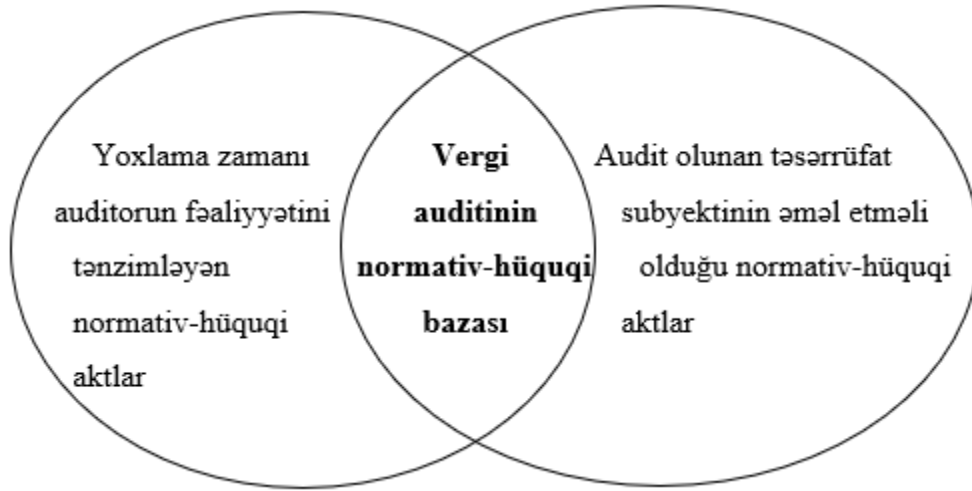 Yoxlama zamanı
auditorun fəaliyyətini
tənzimləyən
normativ-hüquqi
aktlar
Vergi
auditinin
normativ-hüquqi
bazası
Audit olunan təsərrüfat
subyektinin əməl etməli
olduğu normativ-hüquqi
aktlar